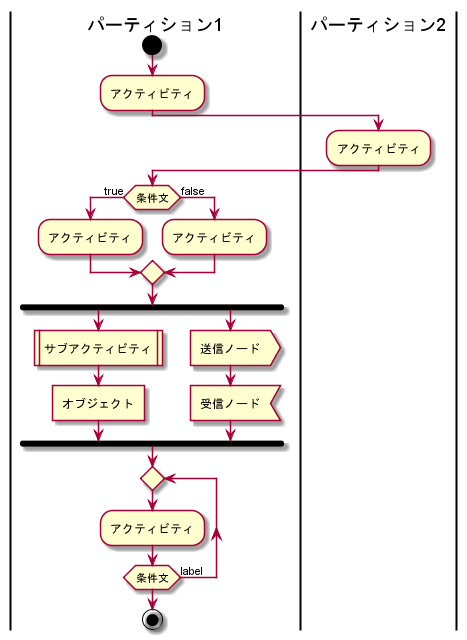 パーティション1
パーティション2
アクティビティ
アクティビティ
true
条件文
false
アクティビティ
アクティビティ
サブアクティビティ
送信ノード
オブジェクト
受信ノード
アクティビティ
条件文
label